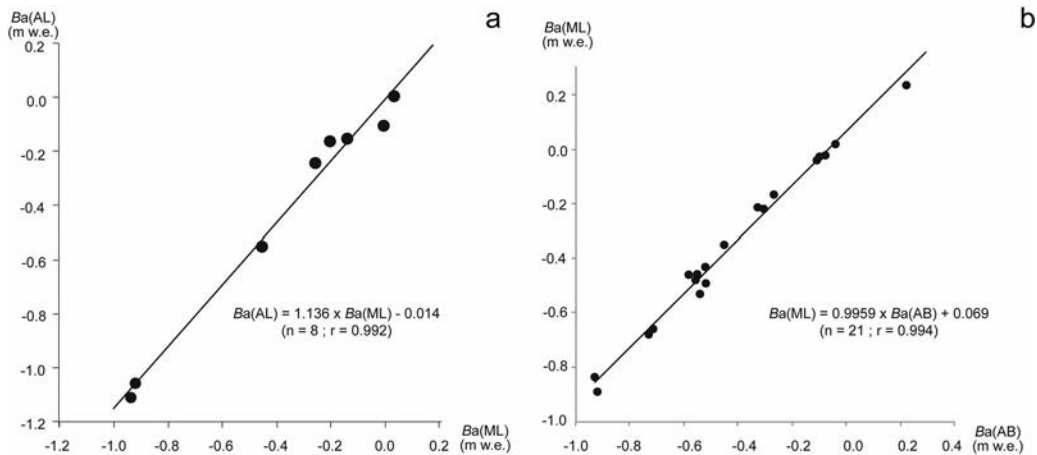 a
Ba(AL)
(m w.e.)
0.2
0.0
-0.2
-0.4
-0.6
-0.8
-1.0
-1.2
Ba(AL) = 1.136 x Ba(ML) - 0.014
(n = 8 ; r = 0.992)
-1.2 -1.0 -0.8 -0.6 -0.4 -0.2 0.0 0.2
Ba(ML)
(m w.e.)
b
Ba(ML)
(m w.e.)
0.2
0.0
-0.2
-0.4
-0.6
-0.8
-1.0
Ba(ML) = 0.9959 x Ba(AB) + 0.069
(n = 21 ; r = 0.994)
-1.0 -0.8 -0.6 -0.4 -0.2 0.0 0.2 0.4
Ba(AB)
(m w.e.)